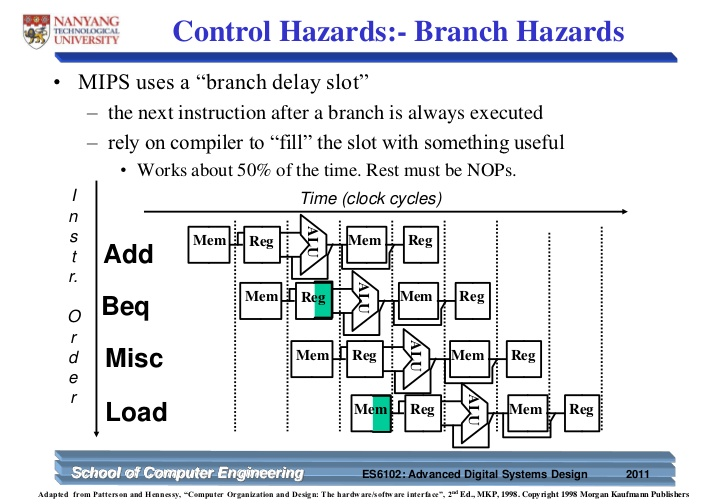 NANYANG
TECHNOLOGICAL
UNIVERSITY
Control Hazards:- Branch Hazards
• MIPS uses a “branch delay slot”
– the next instruction after a branch is always executed
– rely on compiler to “fill” the slot with something useful
• Works about 50% of the time. Rest must be NOPs.
Instr. Order
Time (clock cycles)
Add Mem Reg ALU Mem Reg
Beq Mem Reg ALU Mem Reg
Misc Mem Reg ALU Mem Reg
Load Mem Reg ALU Mem Reg
School of Computer Engineering ES6102: Advanced Digital Systems Design 2011
Adapted from Patterson and Hennessy, “Computer Organization and Design: The hardware/software interface”, 2nd Ed., MKP, 1998. Copyright 1998 Morgan Kaufmann Publishers